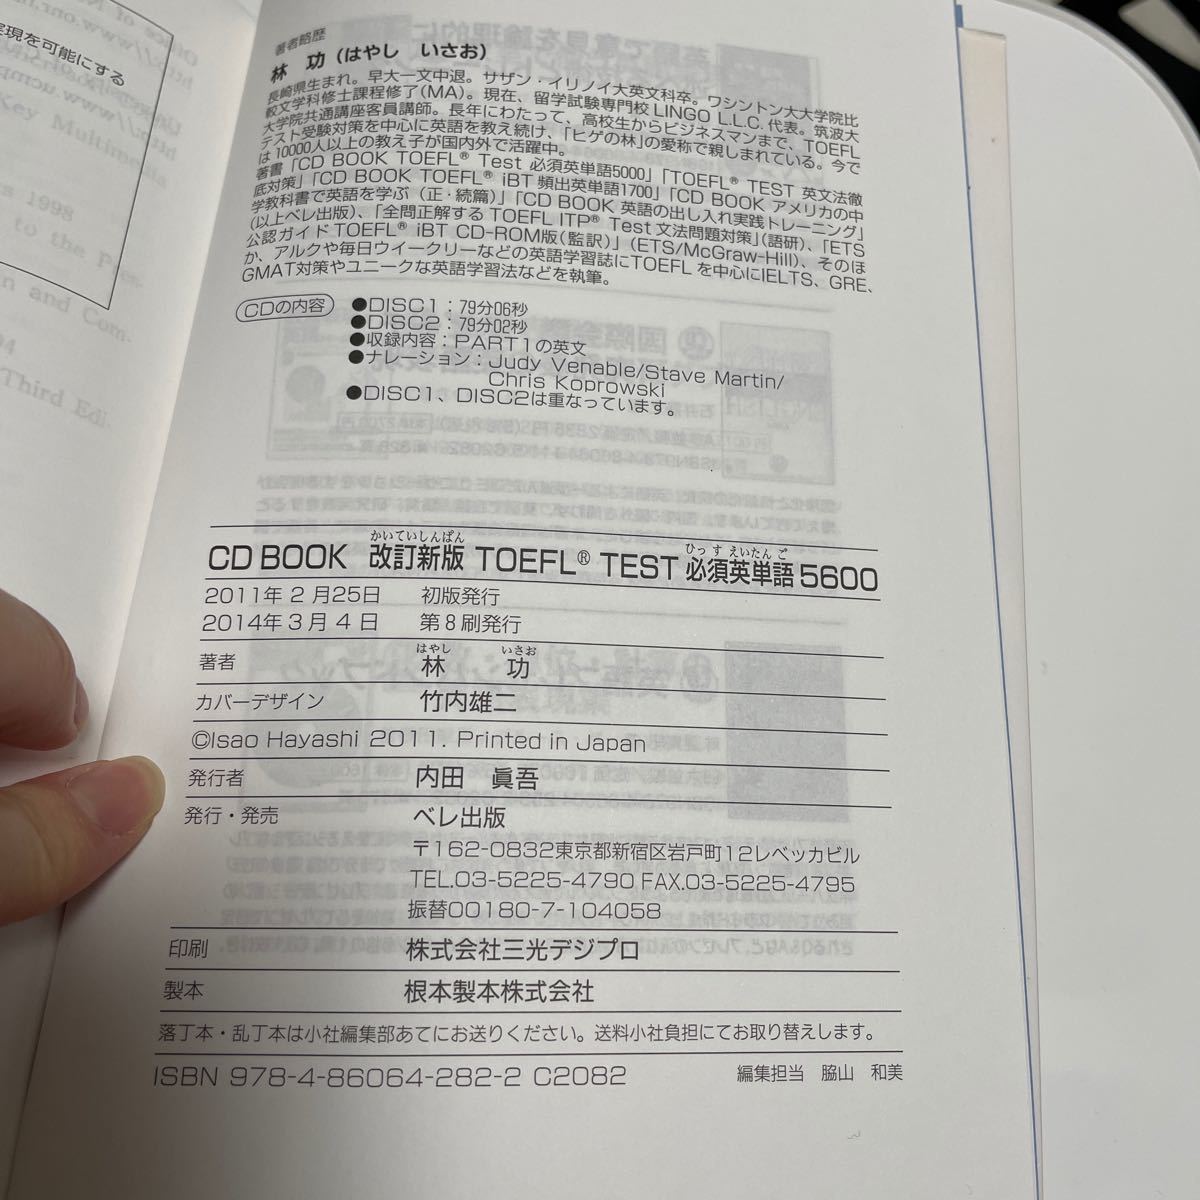 実現を可能にする
Key Multimedia
s 1998
to the Pres-
n and Com-
94
Third Edi-
著者略歴
林 功(はやし いさお)
長崎県生まれ。早大一文中退。サザン・イリノイ大英文科卒。ワシントン大大学院比
較文学科修士課程修了(MA)。現在、留学試験専門校 LINGO L.L.C. 代表。筑波大
大学院共通講座客員講師。長年にわたって、高校生からビジネスマンまで、TOEFL
テスト受験対策を中心に英語を教え続け、「ヒゲの林」の愛称で親しまれている。今で
は10000人以上の教え子が国内外で活躍中。
著書「CD BOOK TOEFL® Test 必須英単語5000」「TOEFL® TEST 英文法徹
底対策」「CD BOOK TOEFL® iBT 頻出英単語1700」「CD BOOK アメリカの中
学教科書で英語を学ぶ(正・続篇)」「CD BOOK 英語の出し入れ実践トレーニング」
(以上ベレ出版)、「全問正解する TOEFL ITP® Test 文法問題対策」(語研)、「ETS
公認ガイド TOEFL® iBT CD-ROM版(監訳)」(ETS/McGraw-Hill)、そのほ
か、アルクや毎日ウイークリーなどの英語学習誌にTOEFL を中心にIELTS、GRE、
GMAT対策やユニークな英語学習法などを執筆。
CDの内容
●DISC1:79分06秒
●DISC2:79分02秒
●収録内容:PART1の英文
●ナレーション:Judy Venable/Stave Martin/
Chris Koprowski
●DISC1、DISC2は重なっています。
かいていしんぱん ひっすえいたんご
CD BOOK 改訂新版 TOEFL® TEST 必須英単語 5600
2011年 2 月25日 初版発行
2014年 3 月 4 日 第 8 刷発行
はやし いさお
著者 林 功
カバーデザイン 竹内雄二
©Isao Hayashi 2011. Printed in Japan
発行者 内田 眞吾
発行・発売 ベレ出版
〒162-0832東京都新宿区岩戸町12レベッカビル
TEL.03-5225-4790 FAX.03-5225-4795
振替00180-7-104058
印刷 株式会社三光デジプロ
製本 根本製本株式会社
落丁本・乱丁本は小社編集部あてにお送りください。送料小社負担にてお取り替えします。
ISBN 978-4-86064-282-2 C2082 編集担当 脇山 和美